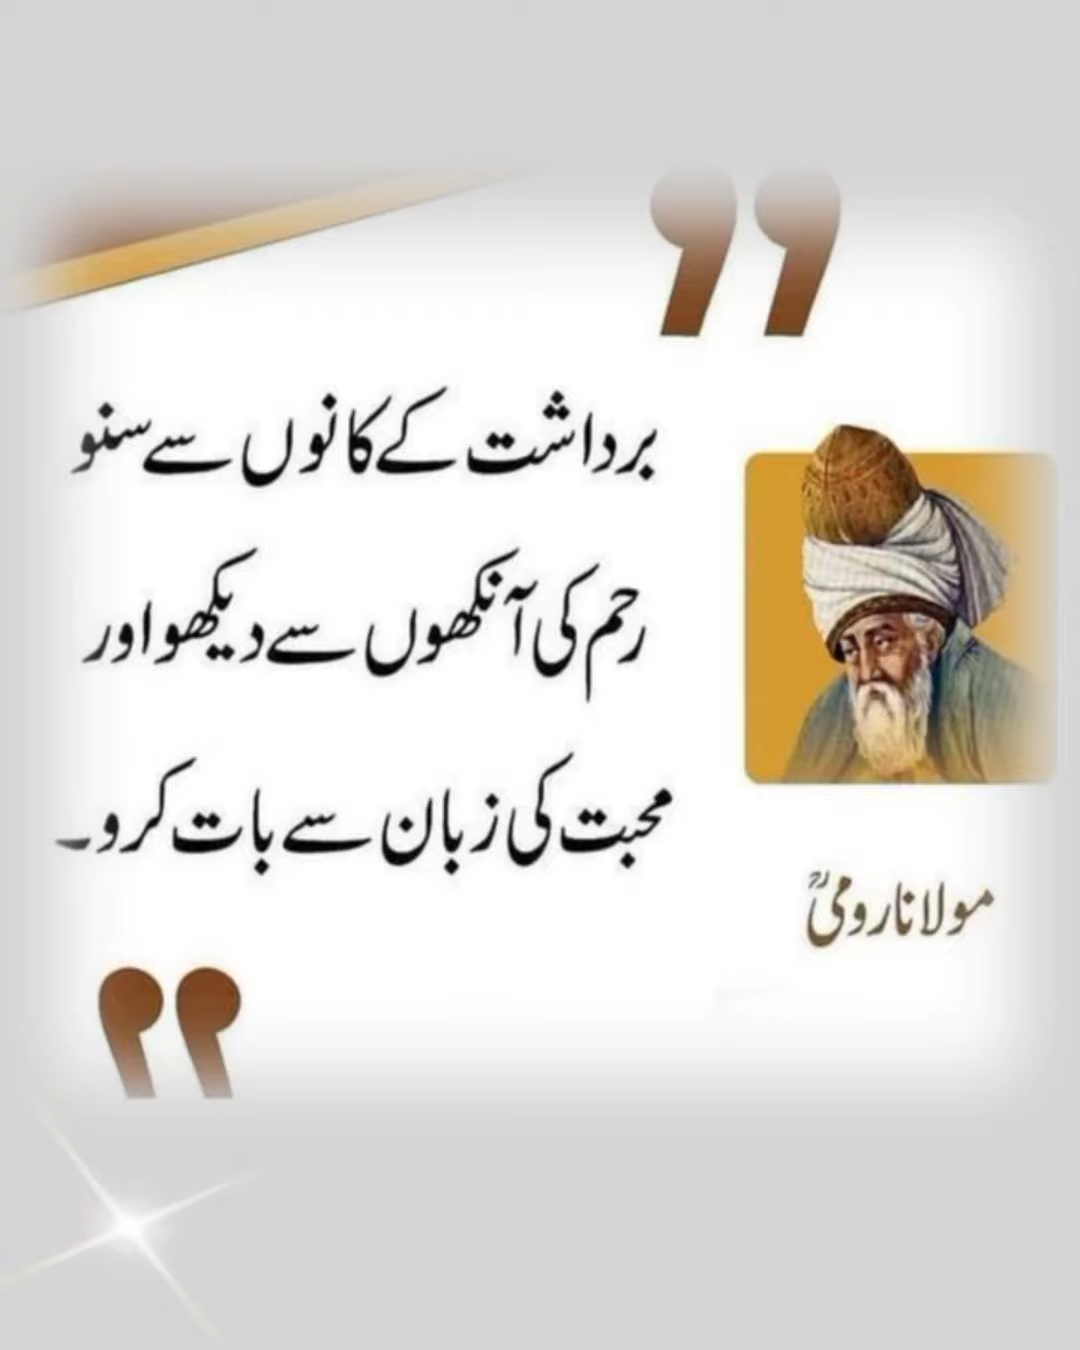 برداشت کے کانوں سے سنو
رحم کی آنکھوں سے دیکھو اور
محبت کی زبان سے بات کرو۔
مولانا رومیؒ